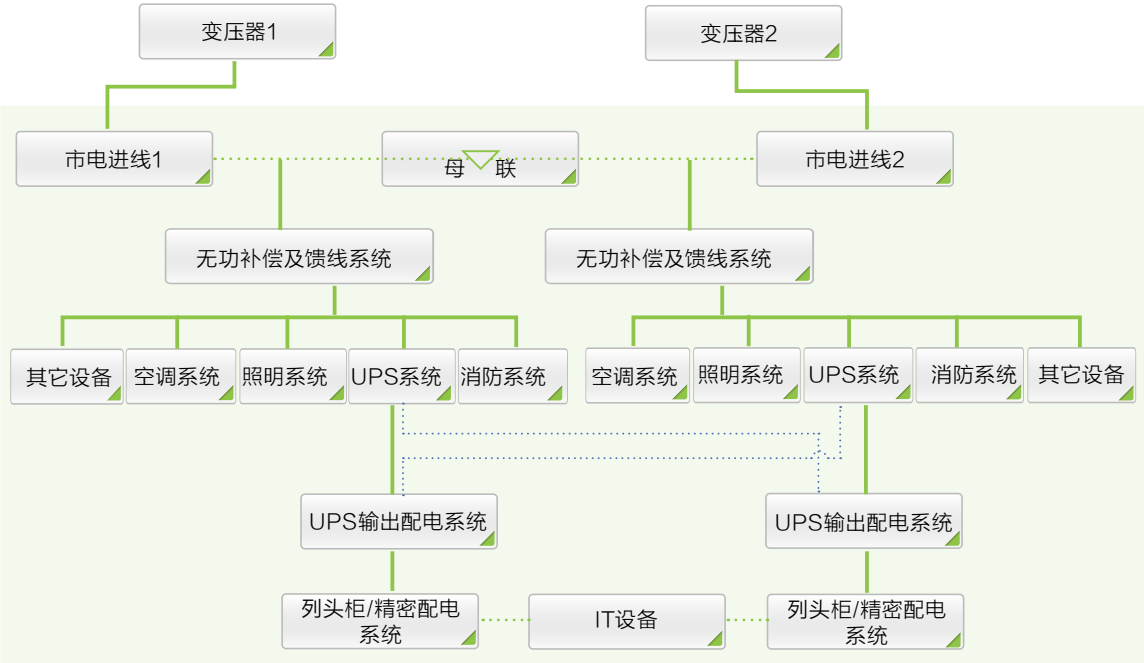 变压器1
变压器2
市电进线1
母 联
市电进线2
无功补偿及馈线系统
无功补偿及馈线系统
其它设备
空调系统
照明系统
UPS系统
消防系统
空调系统
照明系统
UPS系统
消防系统
其它设备
UPS输出配电系统
UPS输出配电系统
列头柜/精密配电
系统
IT设备
列头柜/精密配电
系统